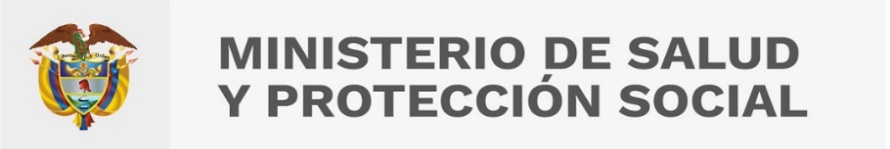 MINISTERIO DE SALUD
Y PROTECCIÓN SOCIAL